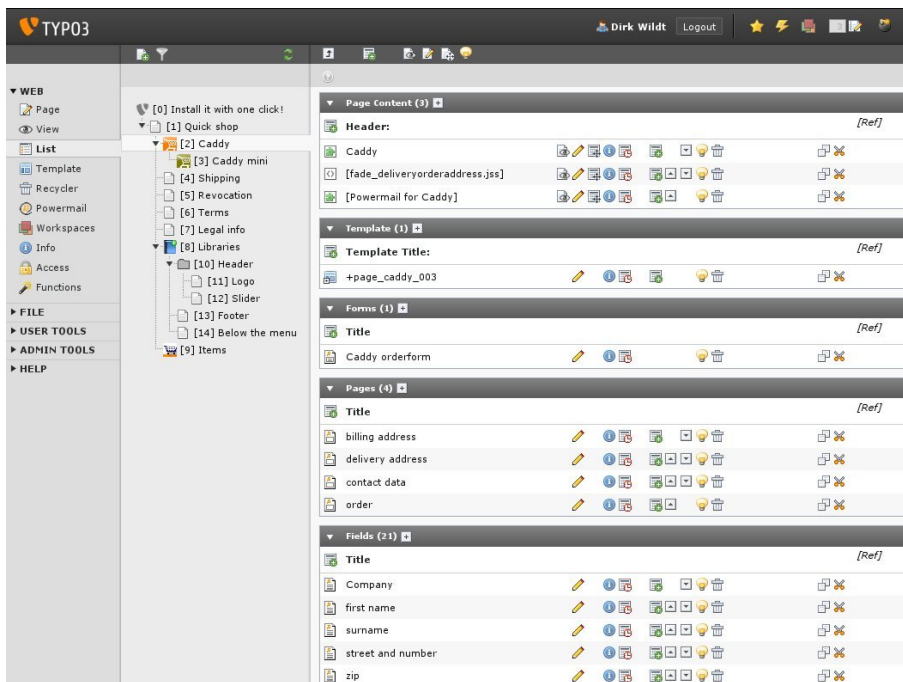 TYPO3
Dirk Wildt
Logout
WEB
Page
View
List
Template
Recycler
Powermail
Workspaces
Info
Access
Functions
FILE
USER TOOLS
ADMIN TOOLS
HELP
[0] Install it with one click!
[1] Quick shop
[2] Caddy
[3] Caddy mini
[4] Shipping
[5] Revocation
[6] Terms
[7] Legal info
[8] Libraries
[10] Header
[11] Logo
[12] Slider
[13] Footer
[14] Below the menu
[9] Items
Page Content (3)
Header: [Ref]
Caddy
[fade_deliveryorderaddress.jss]
[Powermail for Caddy]
Template (1)
Template Title:
+page_caddy_003
Forms (1)
Title [Ref]
Caddy orderform
Pages (4)
Title [Ref]
billing address
delivery address
contact data
order
Fields (21)
Title [Ref]
Company
first name
surname
street and number
zip